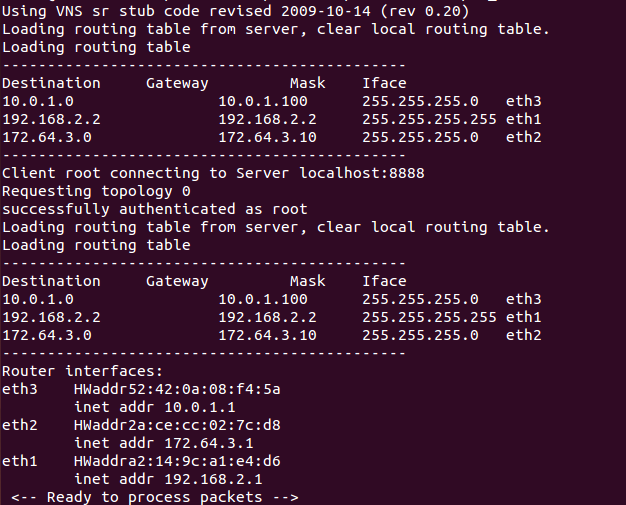 Using VNS sr stub code revised 2009-10-14 (rev 0.20)
Loading routing table from server, clear local routing table.
Loading routing table
---------------------------------------------
Destination     Gateway         Mask    Iface
10.0.1.0                10.0.1.100      255.255.255.0   eth3
192.168.2.2             192.168.2.2     255.255.255.255 eth1
172.64.3.0              172.64.3.10     255.255.255.0   eth2
---------------------------------------------
Client root connecting to Server localhost:8888
Requesting topology 0
successfully authenticated as root
Loading routing table from server, clear local routing table.
Loading routing table
---------------------------------------------
Destination     Gateway         Mask    Iface
10.0.1.0                10.0.1.100      255.255.255.0   eth3
192.168.2.2             192.168.2.2     255.255.255.255 eth1
172.64.3.0              172.64.3.10     255.255.255.0   eth2
---------------------------------------------
Router interfaces:
eth3    HWaddr52:42:0a:08:f4:5a
        inet addr 10.0.1.1
eth2    HWaddr2a:ce:cc:02:7c:d8
        inet addr 172.64.3.1
eth1    HWaddra2:14:9c:a1:e4:d6
        inet addr 192.168.2.1
 <-- Ready to process packets -->